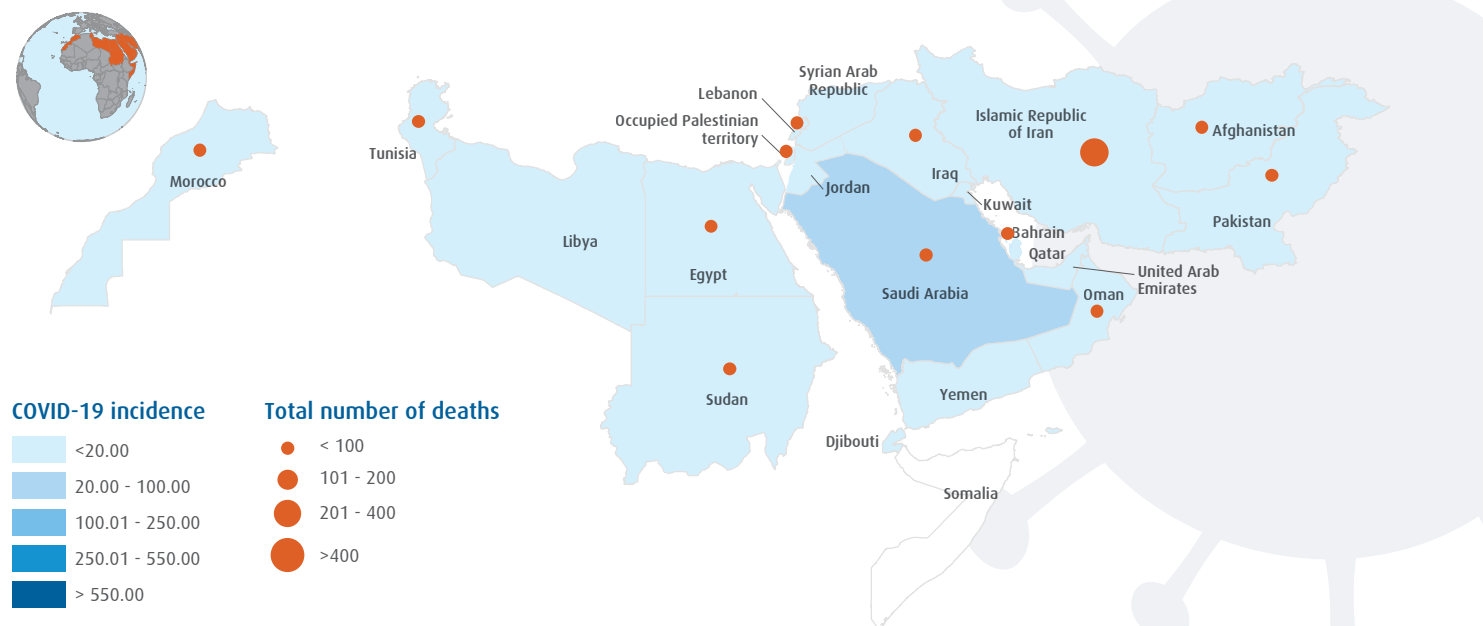 Syrian Arab
Republic
Lebanon
Occupied Palestinian
territory
Islamic Republic
of Iran
Afghanistan
Tunisia
Morocco
Iraq
Jordan
Kuwait
Pakistan
Bahrain
Libya
Qatar
Egypt
United Arab
Emirates
Saudi Arabia
Oman
Sudan
Yemen
Djibouti
Somalia
COVID-19 incidence
<20.00
20.00 - 100.00
100.01 - 250.00
250.01 - 550.00
> 550.00
Total number of deaths
< 100
101 - 200
201 - 400
>400